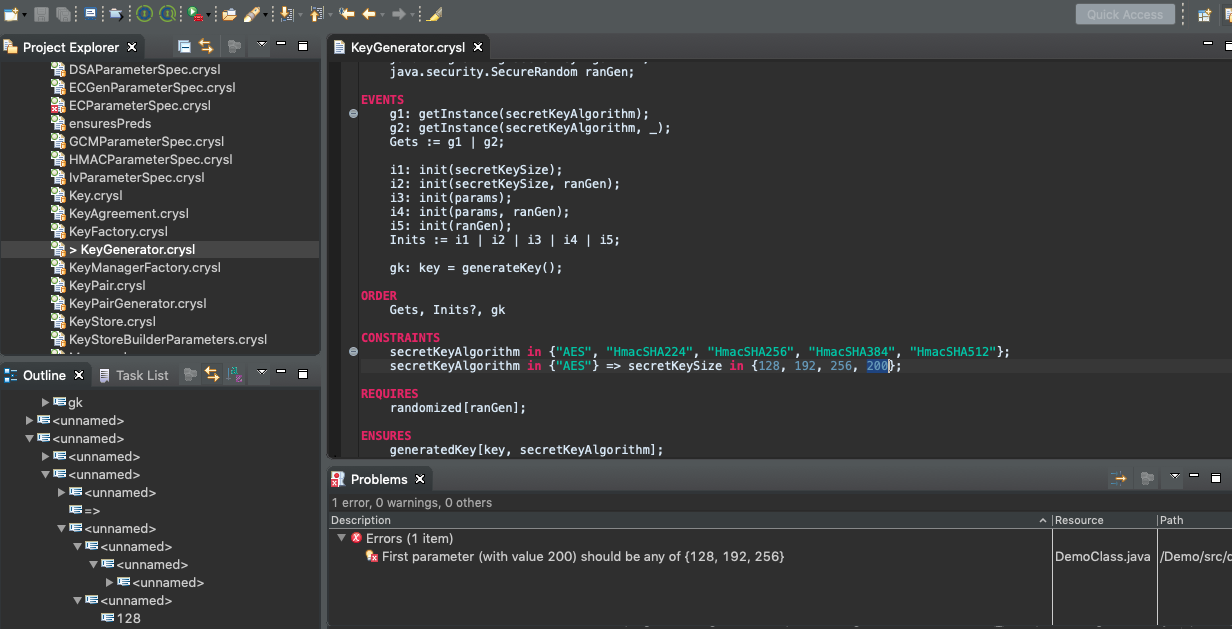 Quick Access
Project Explorer
DSAParameterSpec.crysl
ECGenParameterSpec.crysl
ECParameterSpec.crysl
ensuresPreds
GCMParameterSpec.crysl
HMACParameterSpec.crysl
IvParameterSpec.crysl
Key.crysl
KeyAgreement.crysl
KeyFactory.crysl
> KeyGenerator.crysl
KeyManagerFactory.crysl
KeyPair.crysl
KeyPairGenerator.crysl
KeyStore.crysl
KeyStoreBuilderParameters.crysl
Outline
Task List
gk
<unnamed>
<unnamed>
<unnamed>
<unnamed>
<unnamed>
=>
<unnamed>
<unnamed>
<unnamed>
<unnamed>
<unnamed>
128
KeyGenerator.crysl
java.security.SecureRandom ranGen;
EVENTS
g1: getInstance(secretKeyAlgorithm);
g2: getInstance(secretKeyAlgorithm, _);
Gets := g1 | g2;
i1: init(secretKeySize);
i2: init(secretKeySize, ranGen);
i3: init(params);
i4: init(params, ranGen);
i5: init(ranGen);
Inits := i1 | i2 | i3 | i4 | i5;
gk: key = generateKey();
ORDER
Gets, Inits?, gk
CONSTRAINTS
secretKeyAlgorithm in {"AES", "HmacSHA224", "HmacSHA256", "HmacSHA384", "HmacSHA512"};
secretKeyAlgorithm in {"AES"} => secretKeySize in {128, 192, 256, 200};
REQUIRES
randomized[ranGen];
ENSURES
generatedKey[key, secretKeyAlgorithm];
Problems
1 error, 0 warnings, 0 others
Description Resource Path
Errors (1 item)
First parameter (with value 200) should be any of {128, 192, 256} DemoClass.java /Demo/src/